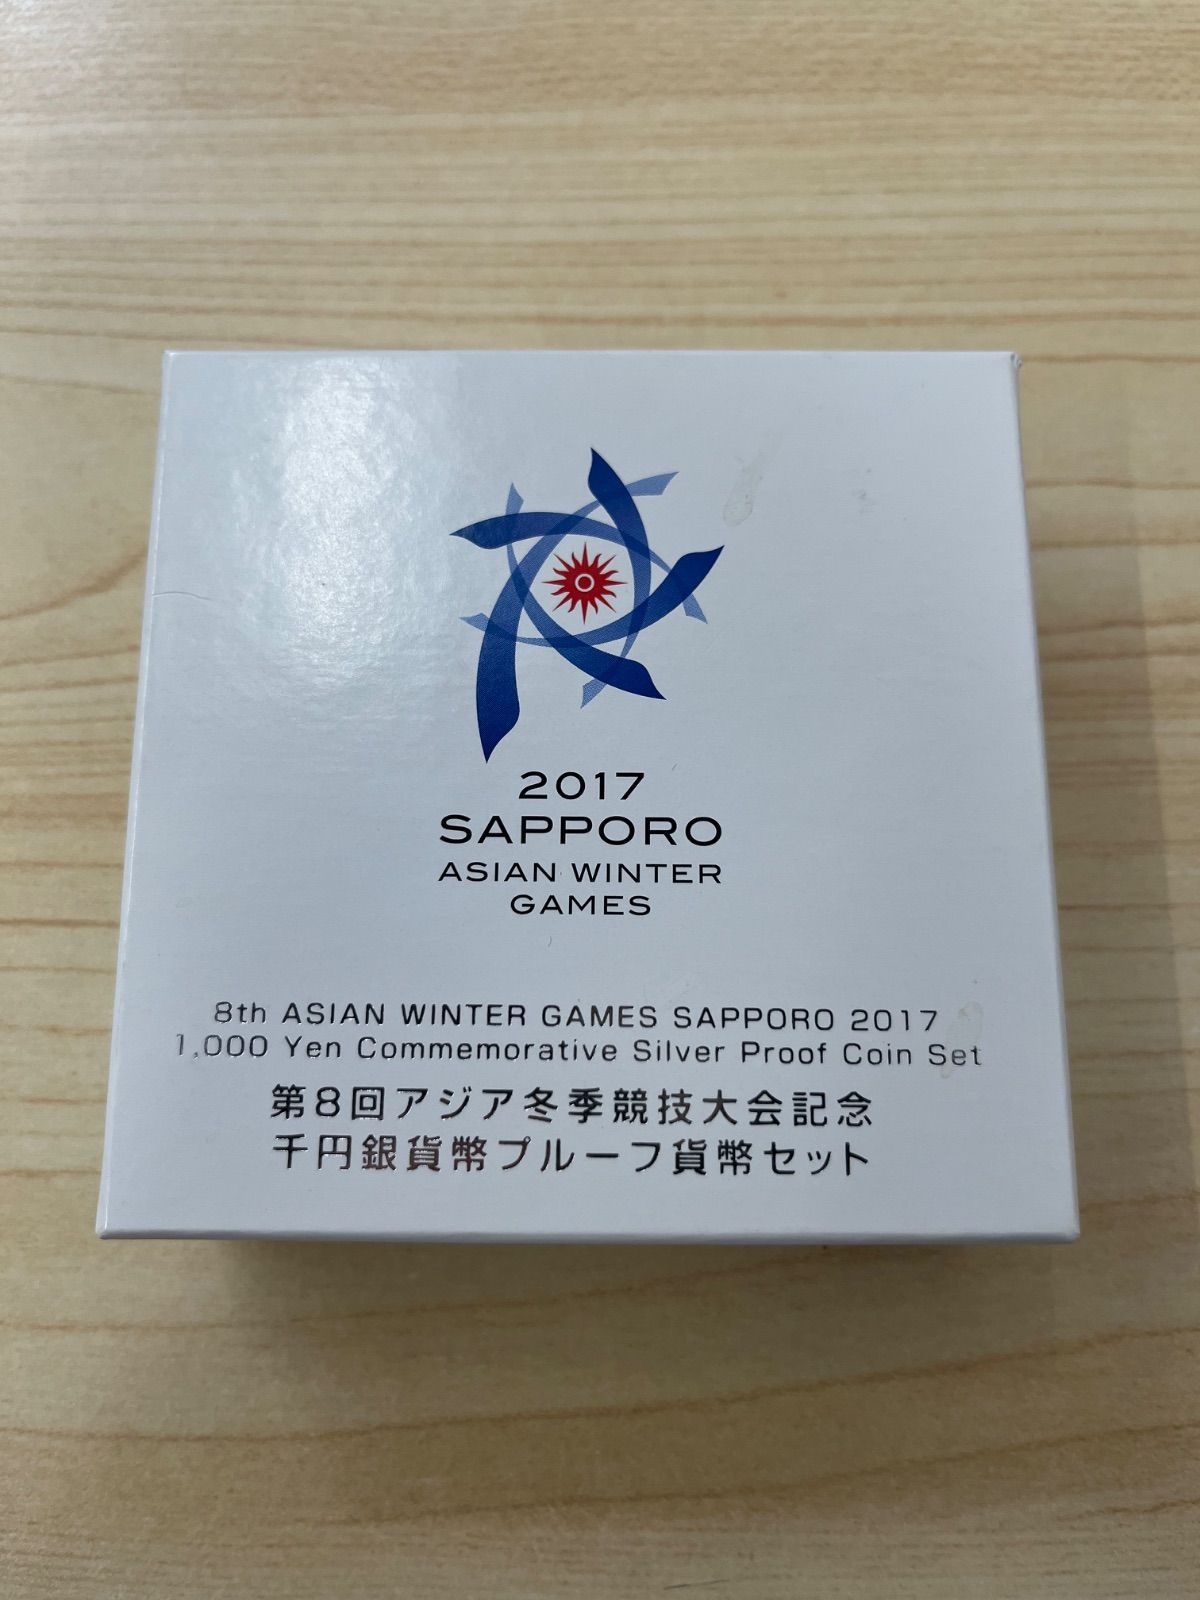 2017
SAPPORO
ASIAN WINTER
GAMES
8th ASIAN WINTER GAMES SAPPORO 2017
1,000 Yen Commemorative Silver Proof Coin Set
第8回アジア冬季競技大会記念
千円銀貨幣プルーフ貨幣セット